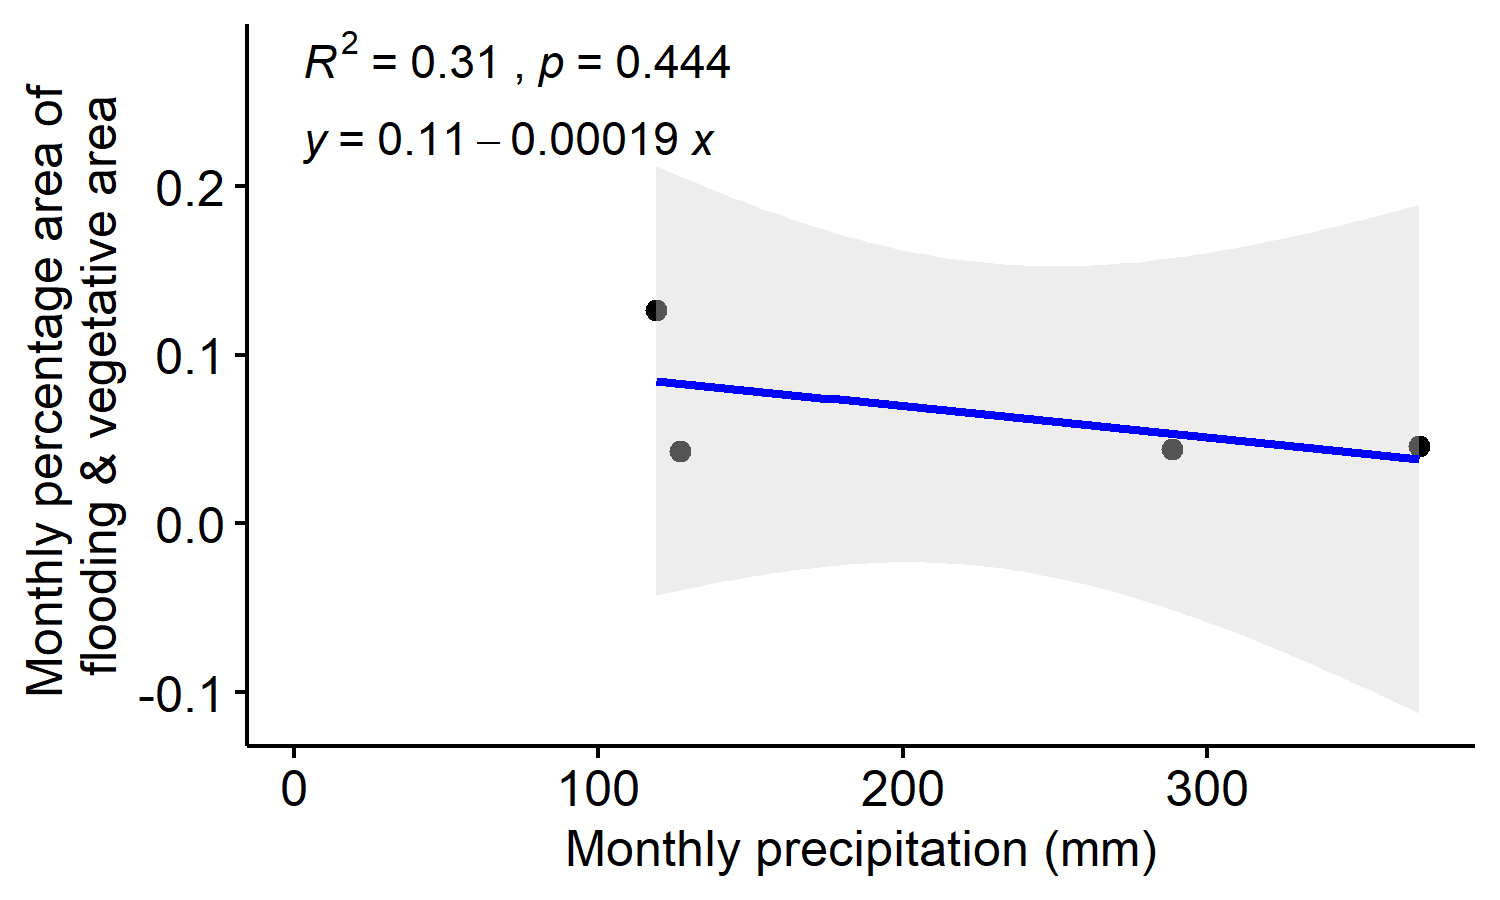 R² = 0.31 , p = 0.444
y = 0.11 – 0.00019 x
Monthly percentage area of
flooding & vegetative area
0.2
0.1
0.0
-0.1
0 100 200 300
Monthly precipitation (mm)